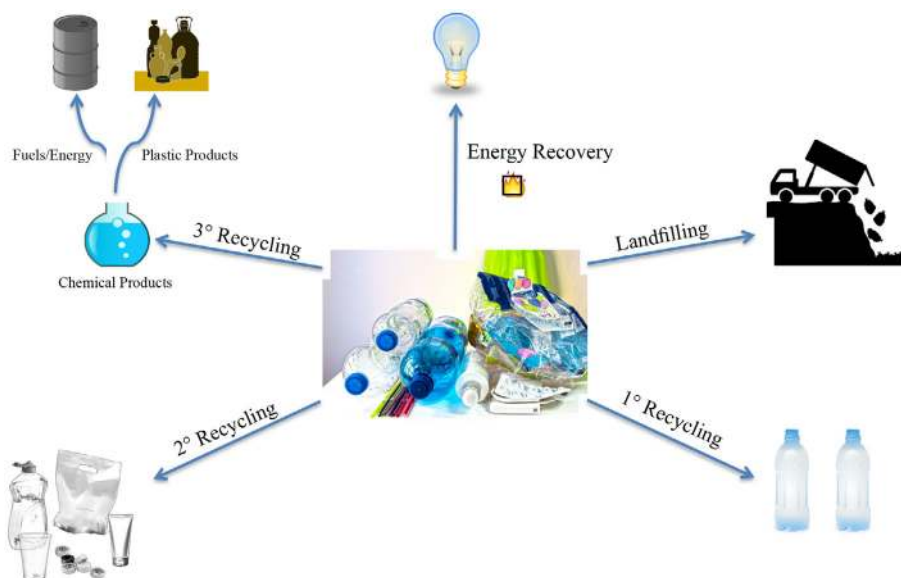 Fuels/Energy
Plastic Products
Energy Recovery
3° Recycling
Landfilling
Chemical Products
2° Recycling
1° Recycling